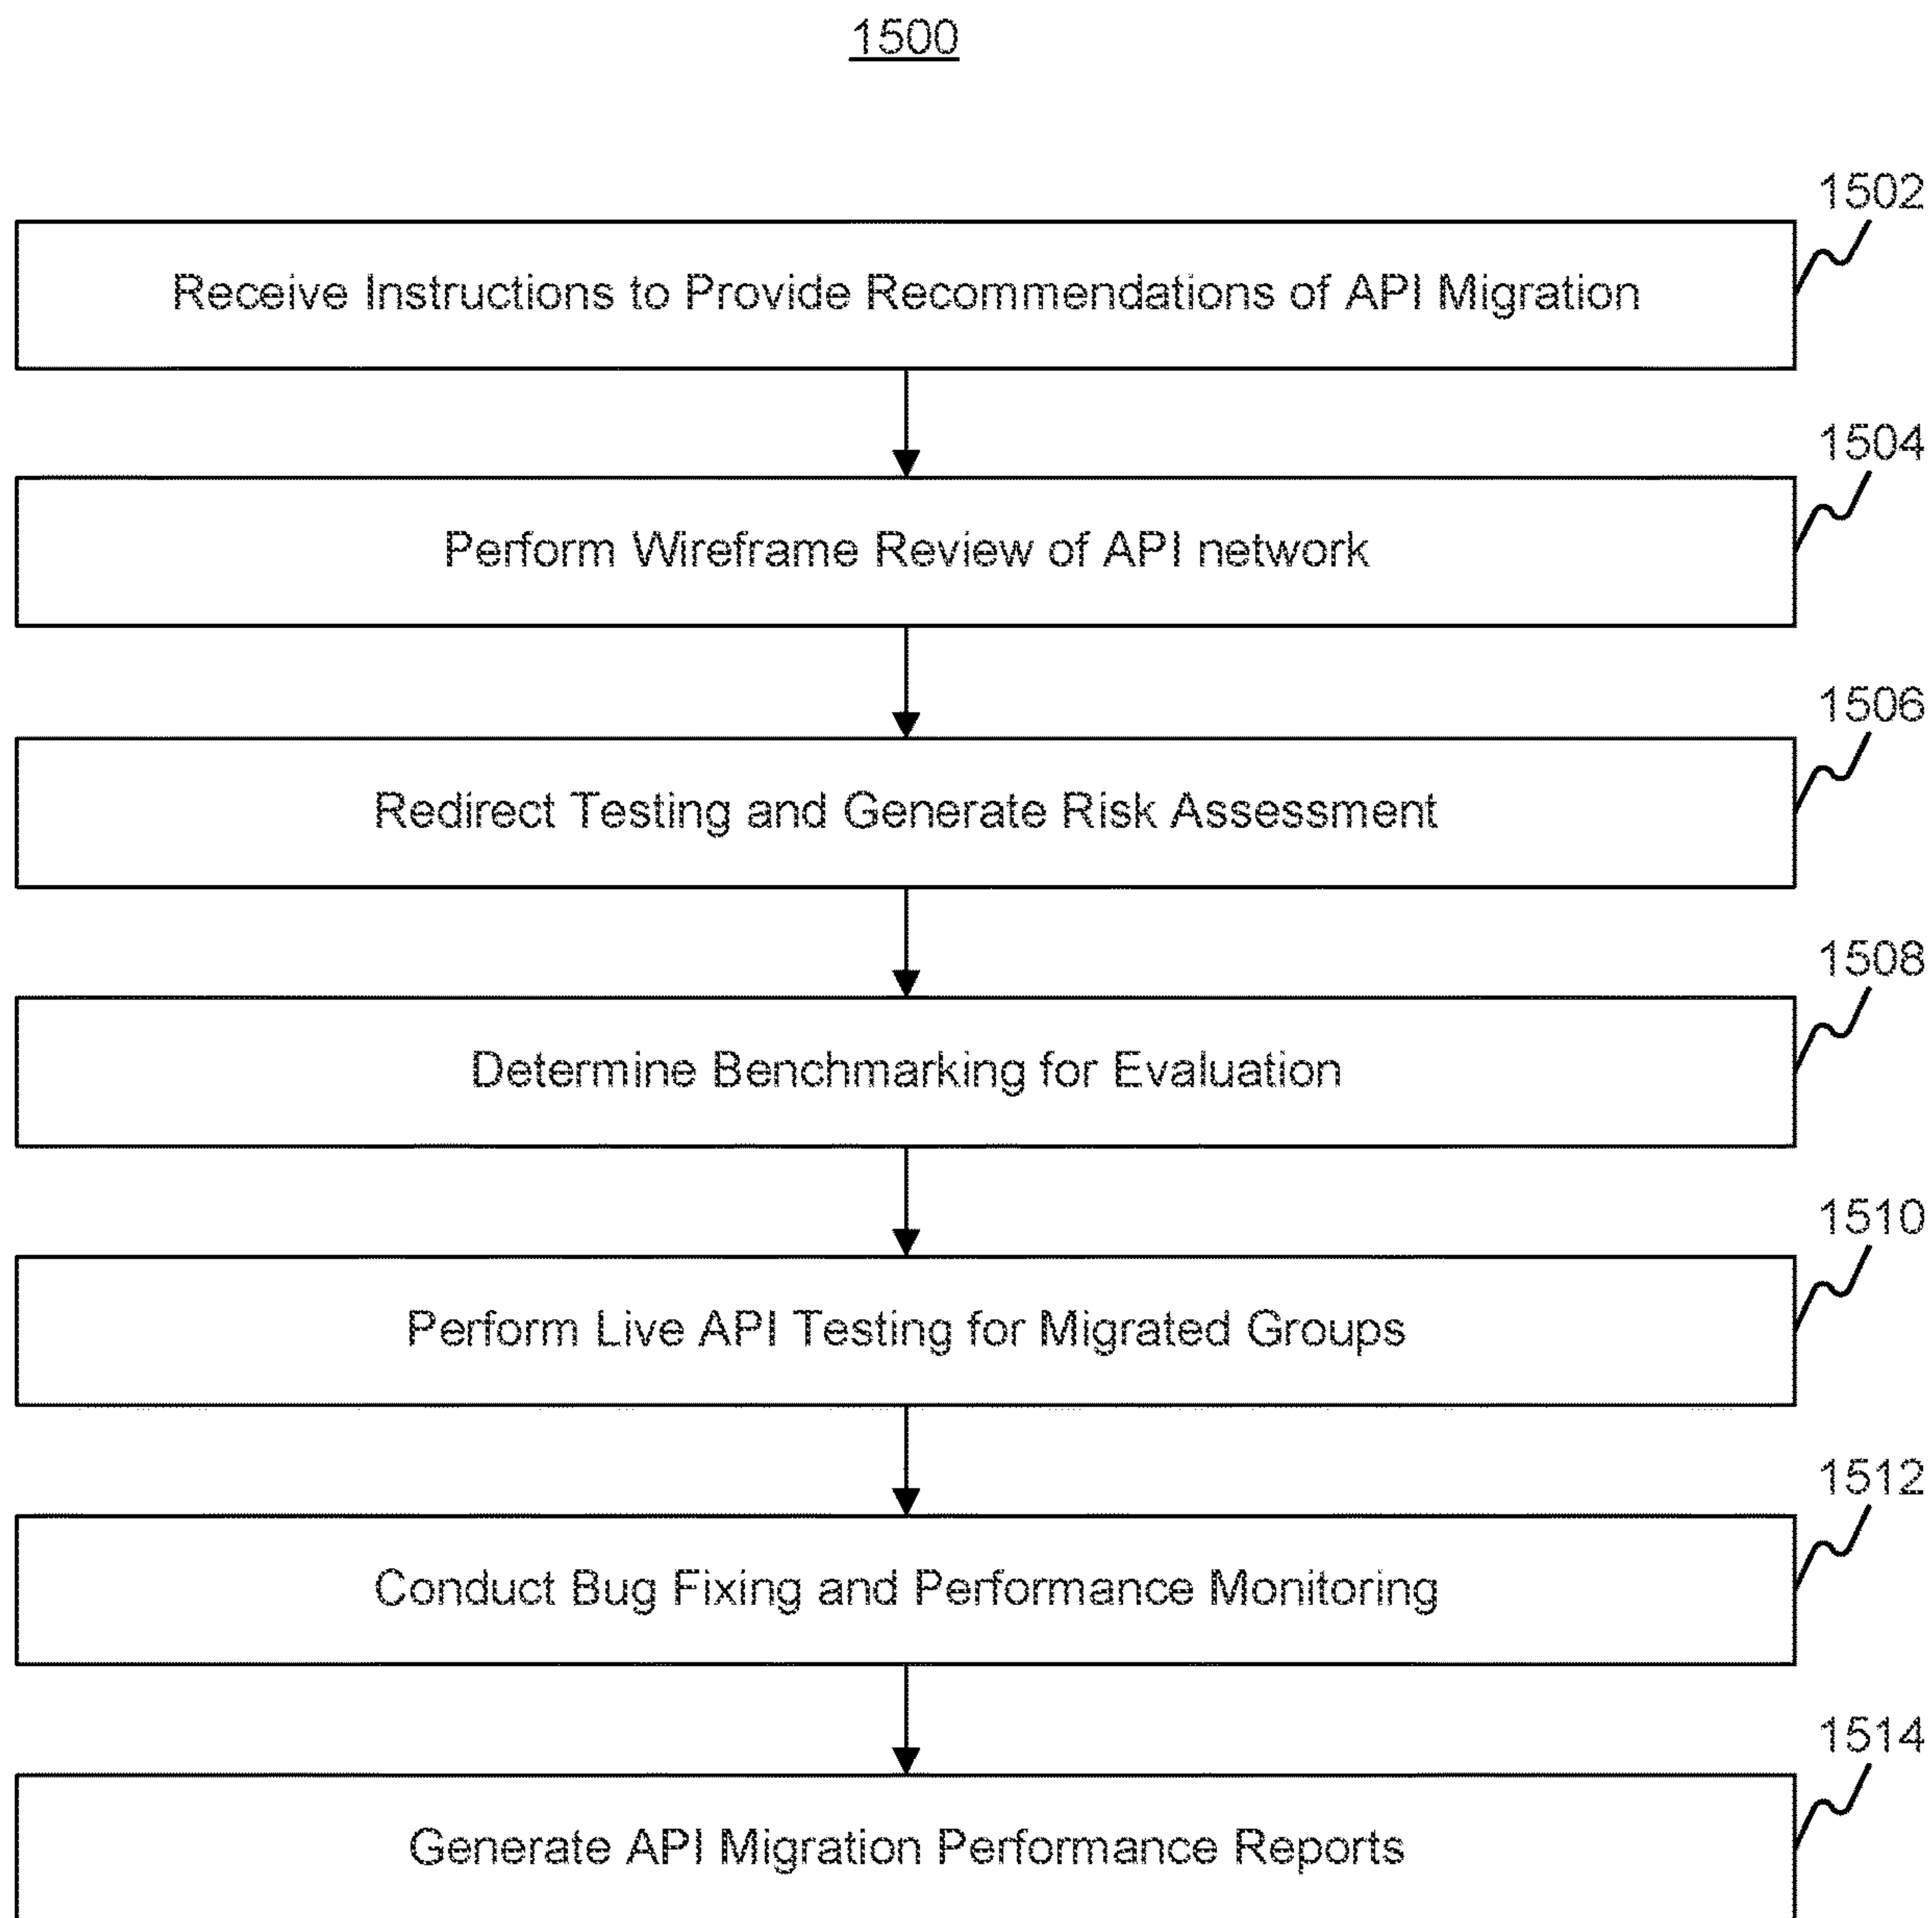 1500
1502
Receive Instructions to Provide Recommendations of API Migration
1504
Perform Wireframe Review of API network
1506
Redirect Testing and Generate Risk Assessment
1508
Determine Benchmarking for Evaluation
1510
Perform Live API Testing for Migrated Groups
1512
Conduct Bug Fixing and Performance Monitoring
1514
Generate API Migration Performance Reports